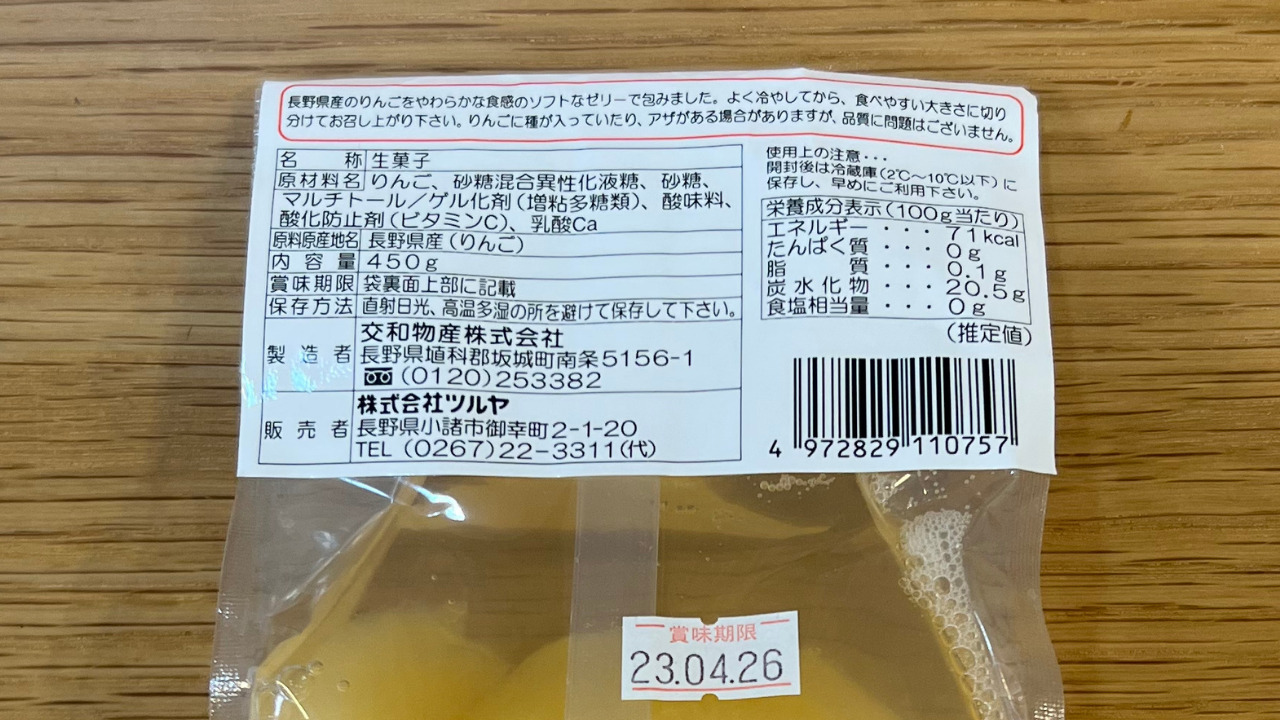 長野県産のりんごをやわらかな食感のソフトなゼリーで包みました。よく冷やしてから、食べやすい大きさに切り
分けてお召し上がり下さい。りんごに種が入っていたり、アザがある場合がありますが、品質に問題はございません。
名称 生菓子
原材料名 りんご、砂糖混合異性化液糖、砂糖、
マルチトール／ゲル化剤（増粘多糖類）、酸味料、
酸化防止剤（ビタミンC）、乳酸Ca
原料原産地名 長野県産（りんご）
内容量 450g
賞味期限 袋裏面上部に記載
保存方法 直射日光、高温多湿の所を避けて保存して下さい。
製造者 交和物産株式会社
長野県埴科郡坂城町南条5156-1
(0120)253382
販売者 株式会社ツルヤ
長野県小諸市御幸町2-1-20
TEL (0267)22-3311(代)
使用上の注意・・・
開封後は冷蔵庫(2℃～10℃以下)に
保存し、早めにご利用下さい。
栄養成分表示(100g当たり)
エネルギー・・・71kcal
たんぱく質・・・0g
脂質・・・0.1g
炭水化物・・・20.5g
食塩相当量・・・0g
(推定値)
4 972829 110757
賞味期限
23.04.26